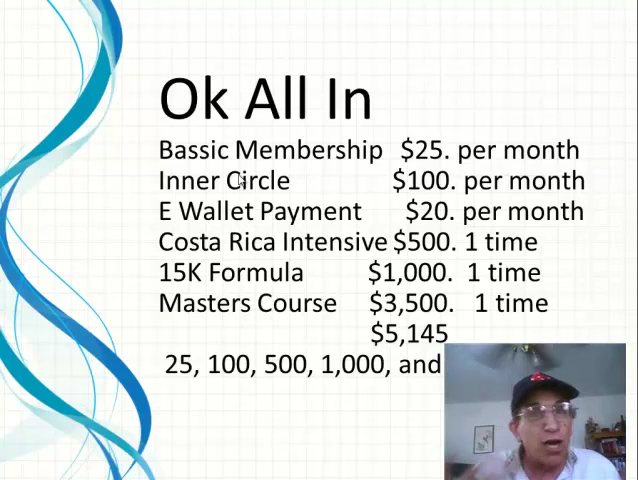 Ok All In
Bassic Membership $25. per month
Inner Circle $100. per month
E Wallet Payment $20. per month
Costa Rica Intensive $500. 1 time
15K Formula $1,000. 1 time
Masters Course $3,500. 1 time
$5,145
25, 100, 500, 1,000, and